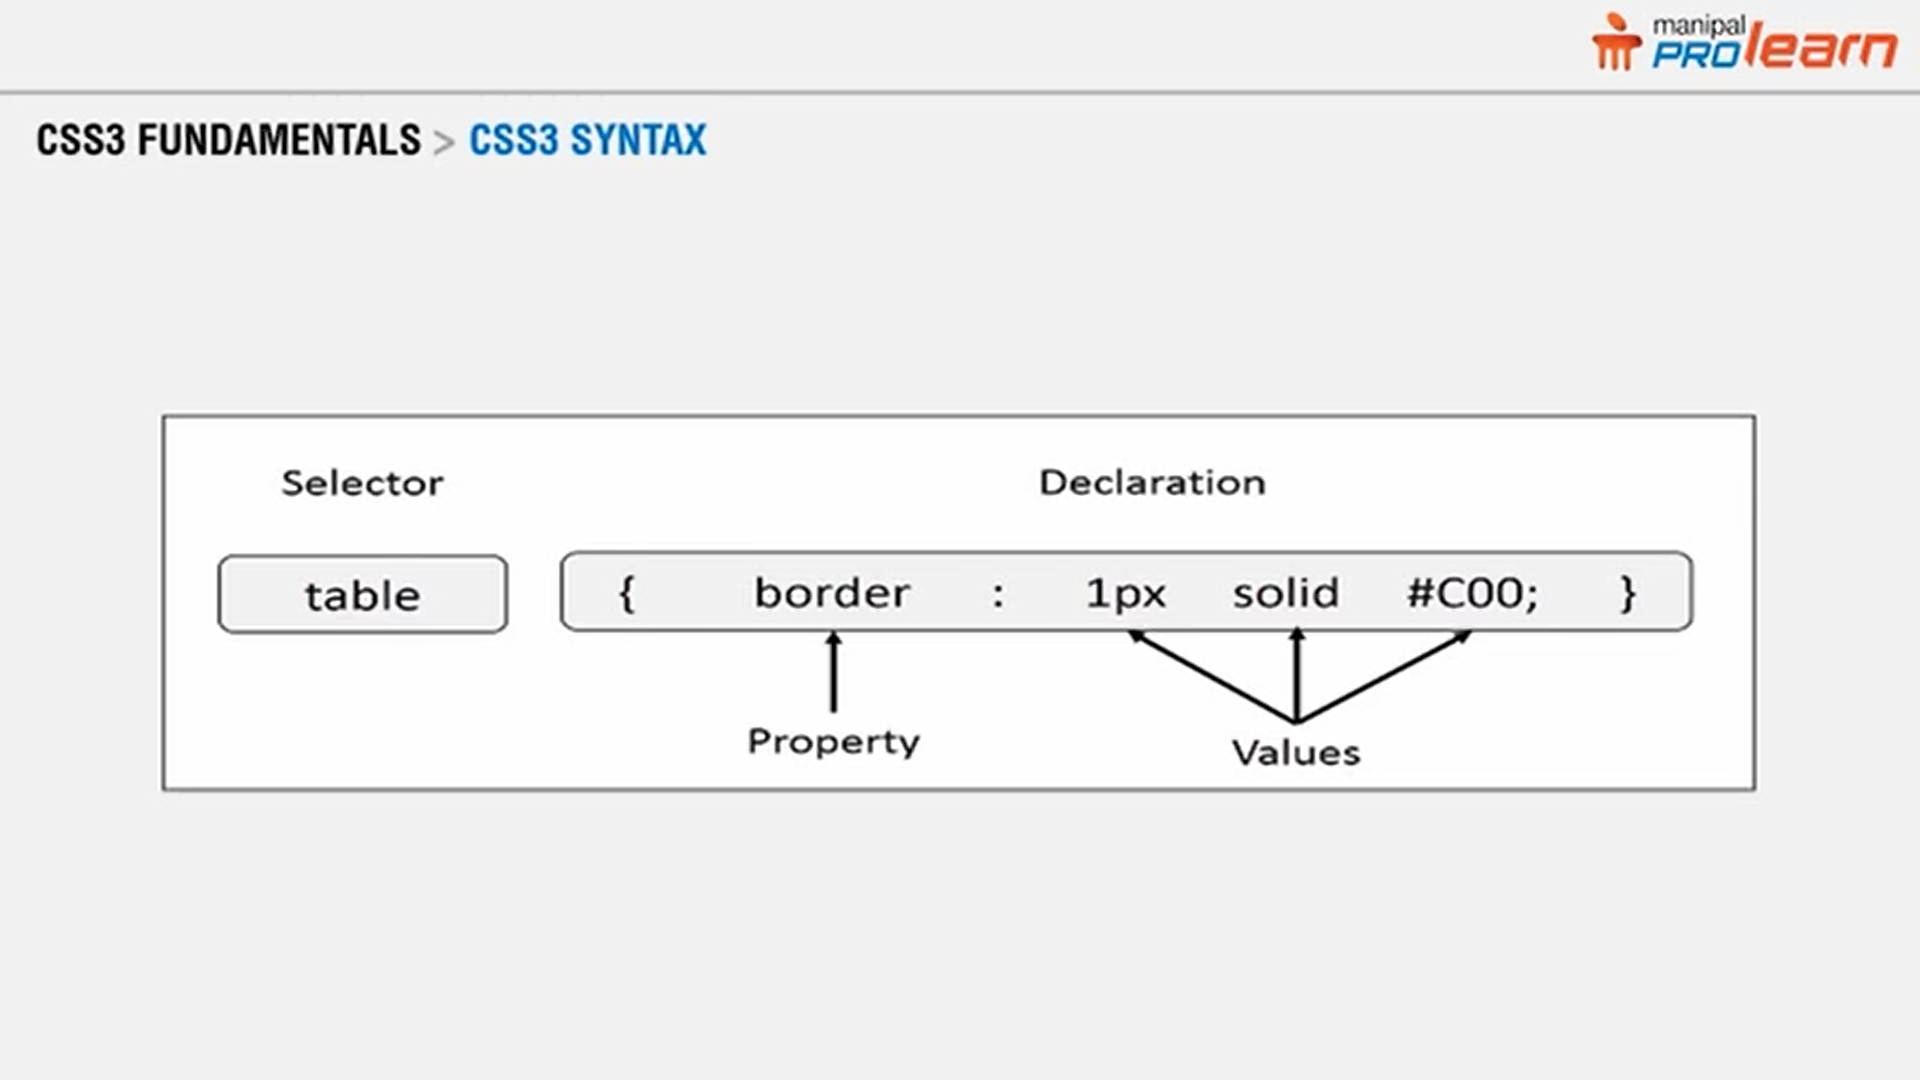 manipal
PROlearn
CSS3 FUNDAMENTALS > CSS3 SYNTAX
Selector Declaration
table { border : 1px solid #C00; }
Property
Values